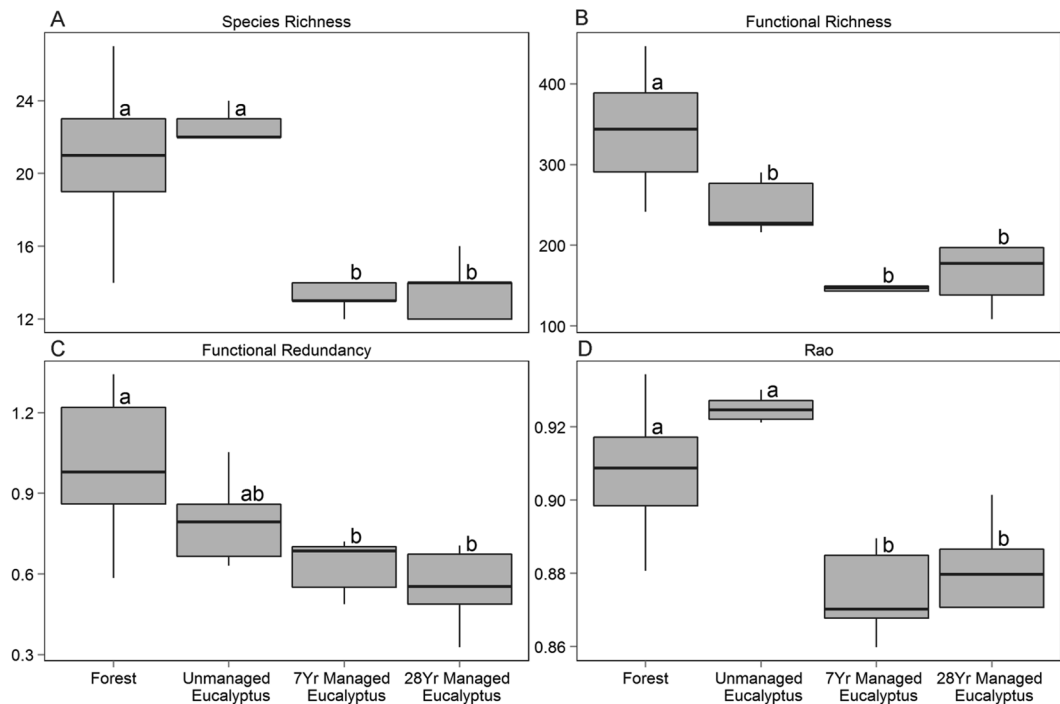 A
Species Richness
24
20
16
12
a
a
b
b
B
Functional Richness
400
300
200
100
a
b
b
b
C
Functional Redundancy
1.2
0.9
0.6
0.3
a
ab
b
b
D
Rao
0.92
0.90
0.88
0.86
a
a
b
b
Forest
Unmanaged
Eucalyptus
7Yr Managed
Eucalyptus
28Yr Managed
Eucalyptus
Forest
Unmanaged
Eucalyptus
7Yr Managed
Eucalyptus
28Yr Managed
Eucalyptus